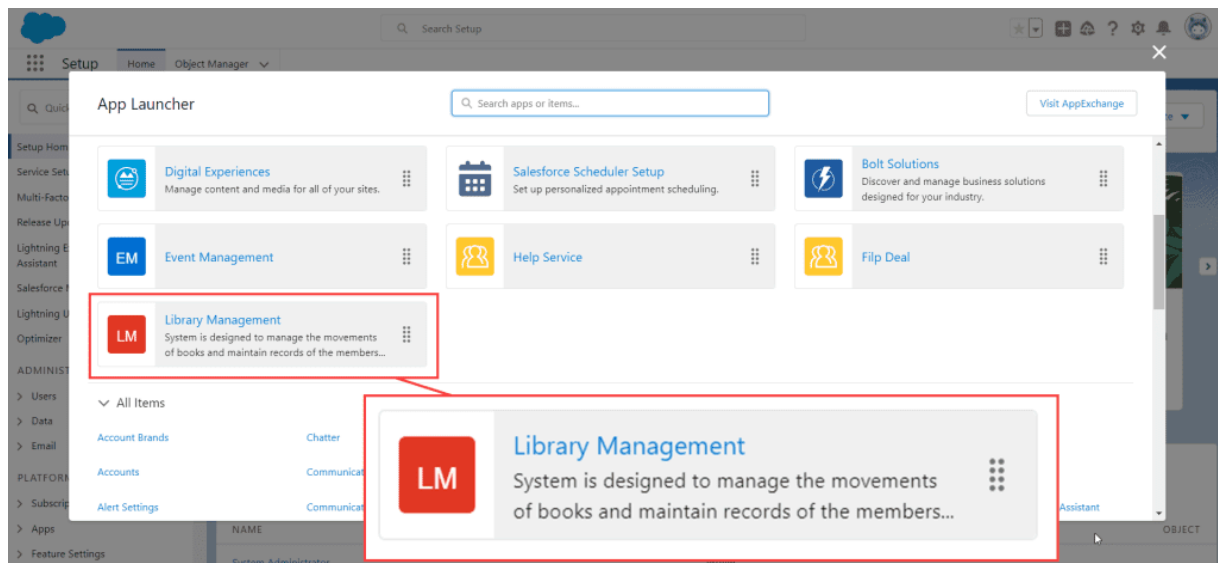 Search Setup
Setup
Home
Object Manager
App Launcher
Search apps or items...
Visit AppExchange
Quick
Setup Hom
Service Setu
Multi-Facto
Release Upd
Lightning E
Assistant
Salesforce
Lightning U
Optimizer
ADMINIST
Users
Data
Email
PLATFORM
Subscrip
Apps
Feature Settings
Digital Experiences
Manage content and media for all of your sites.
Salesforce Scheduler Setup
Set up personalized appointment scheduling.
Bolt Solutions
Discover and manage business solutions
designed for your industry.
EM
Event Management
Help Service
Filp Deal
LM
Library Management
System is designed to manage the movements
of books and maintain records of the members...
All Items
Account Brands
Chatter
Accounts
Communicat
Alert Settings
Communicat
Assistant
LM
Library Management
System is designed to manage the movements
of books and maintain records of the members...
NAME
OBJECT
System Administrator